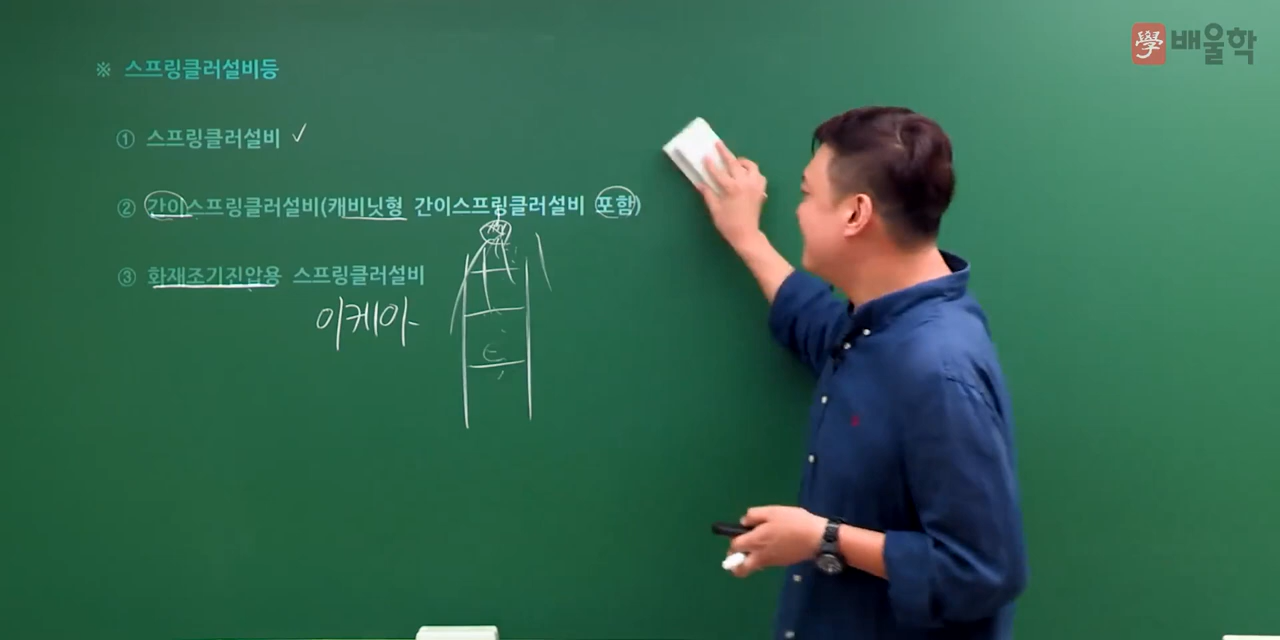 學 배울학
※ 스프링클러설비등
① 스프링클러설비 ✓
② 간이스프링클러설비(캐비닛형 간이스프링클러설비 포함)
③ 화재조기진압용 스프링클러설비
이케아